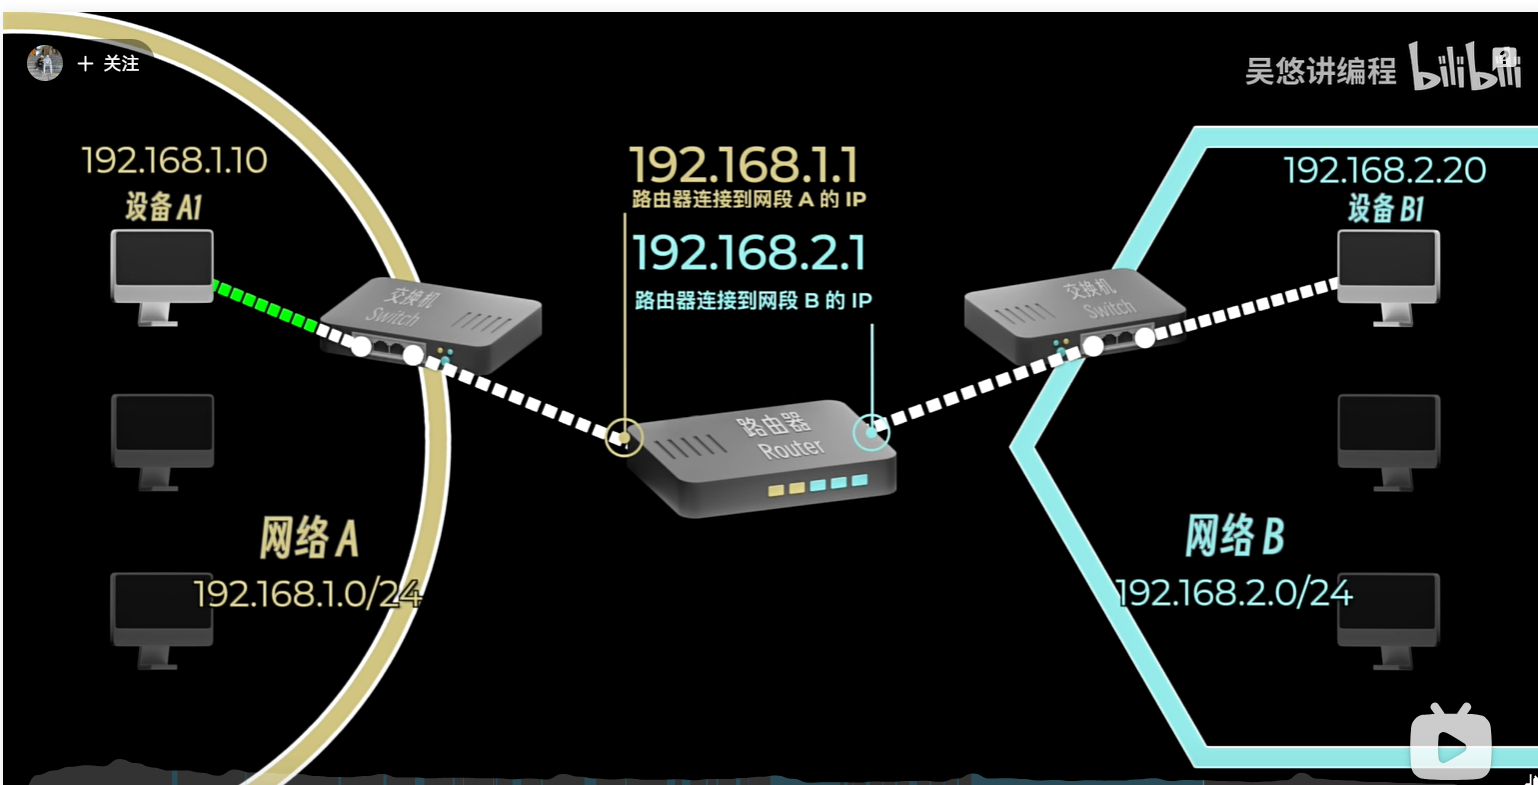 + 关注
吴悠讲编程 bilibili
192.168.1.10
设备 A1
192.168.1.1
路由器连接到网段 A 的 IP
192.168.2.1
路由器连接到网段 B 的 IP
192.168.2.20
设备 B1
交换机
Switch
交换机
Switch
路由器
Router
网络 A
192.168.1.0/24
网络 B
192.168.2.0/24